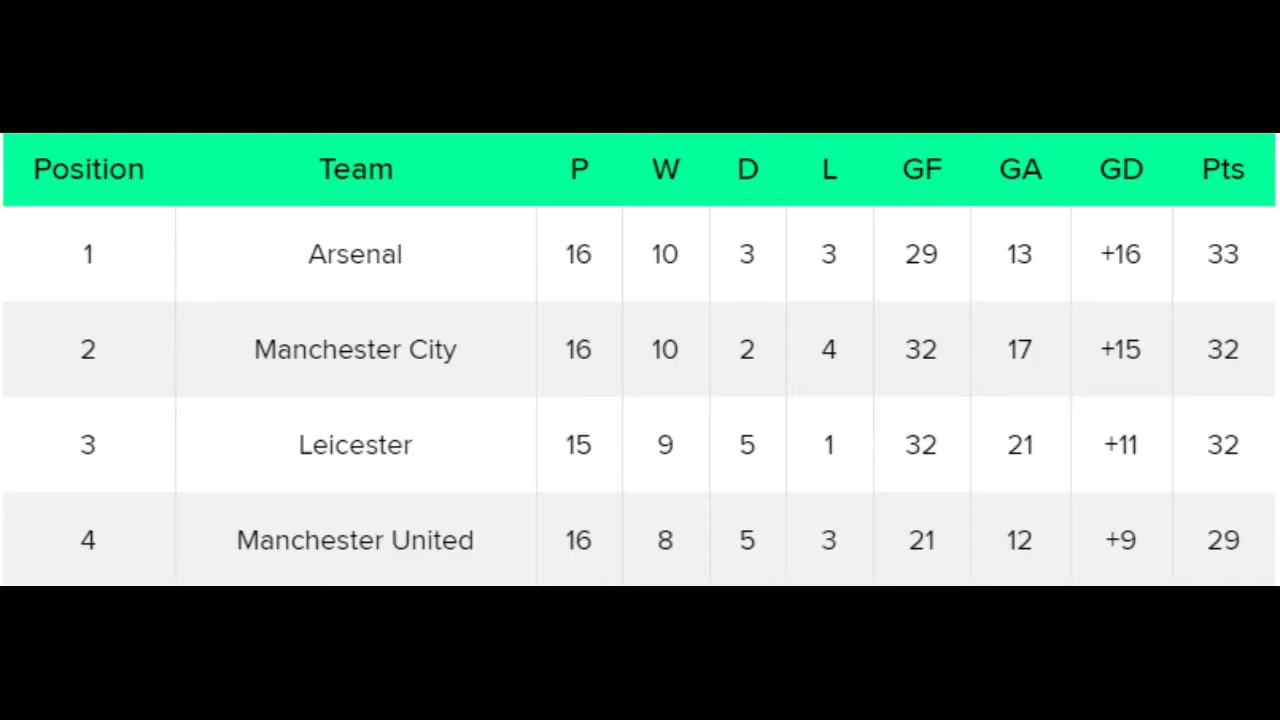 Position Team P W D L GF GA GD Pts
1 Arsenal 16 10 3 3 29 13 +16 33
2 Manchester City 16 10 2 4 32 17 +15 32
3 Leicester 15 9 5 1 32 21 +11 32
4 Manchester United 16 8 5 3 21 12 +9 29